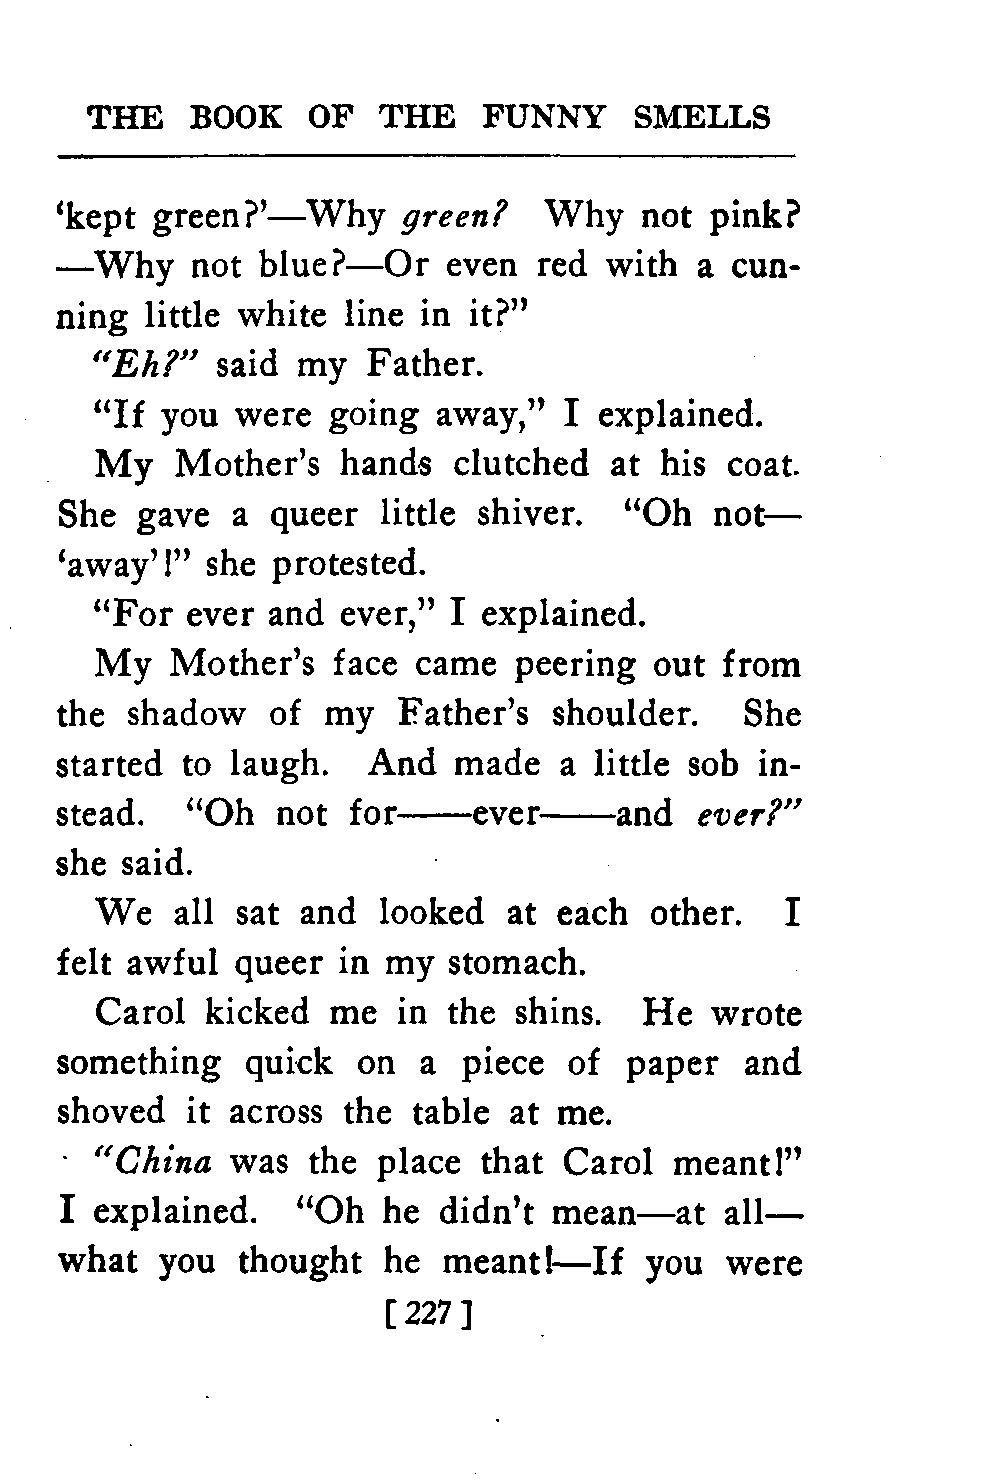 THE BOOK OF THE FUNNY SMELLS
‘kept green?’—Why green? Why not pink?
—Why not blue?—Or even red with a cun-
ning little white line in it?”
“Eh?” said my Father.
“If you were going away,” I explained.
My Mother’s hands clutched at his coat.
She gave a queer little shiver. “Oh not—
‘away’!” she protested.
“For ever and ever,” I explained.
My Mother’s face came peering out from
the shadow of my Father’s shoulder. She
started to laugh. And made a little sob in-
stead. “Oh not for——ever——and ever?”
she said.
We all sat and looked at each other. I
felt awful queer in my stomach.
Carol kicked me in the shins. He wrote
something quick on a piece of paper and
shoved it across the table at me.
“China was the place that Carol meant!”
I explained. “Oh he didn’t mean—at all—
what you thought he meant!—If you were
[ 227 ]